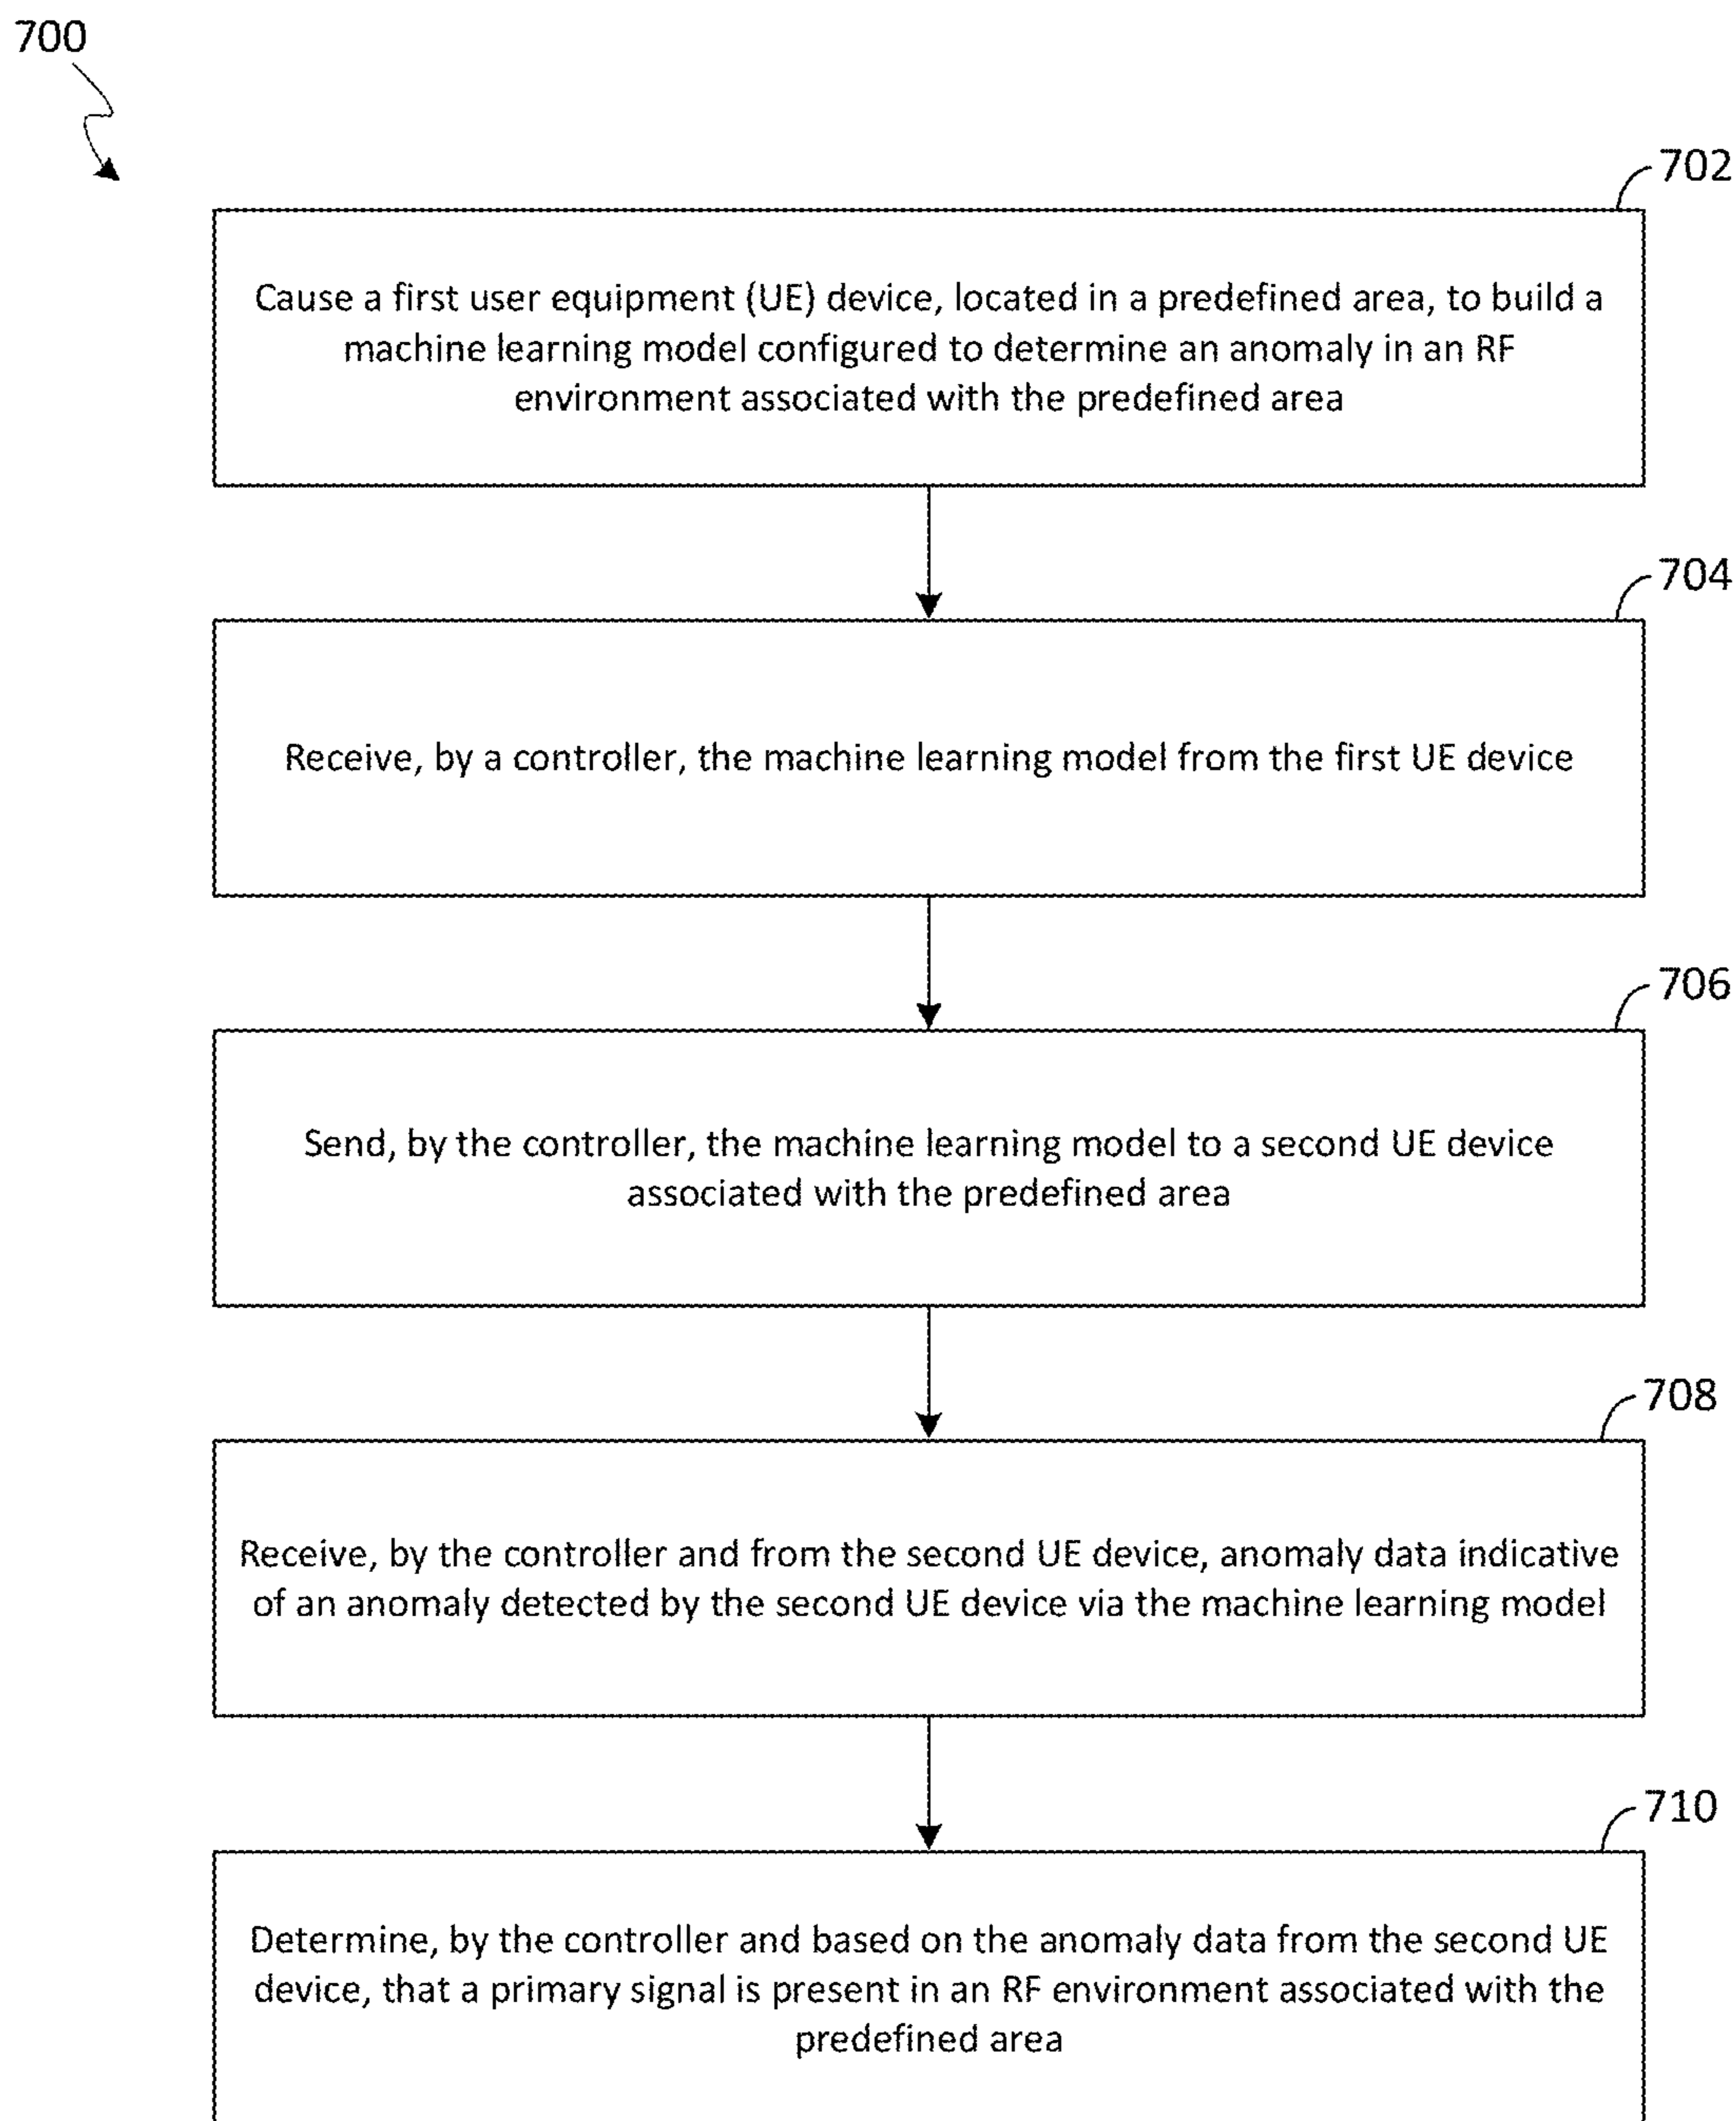 700
702
Cause a first user equipment (UE) device, located in a predefined area, to build a
machine learning model configured to determine an anomaly in an RF
environment associated with the predefined area
704
Receive, by a controller, the machine learning model from the first UE device
706
Send, by the controller, the machine learning model to a second UE device
associated with the predefined area
708
Receive, by the controller and from the second UE device, anomaly data indicative
of an anomaly detected by the second UE device via the machine learning model
710
Determine, by the controller and based on the anomaly data from the second UE
device, that a primary signal is present in an RF environment associated with the
predefined area